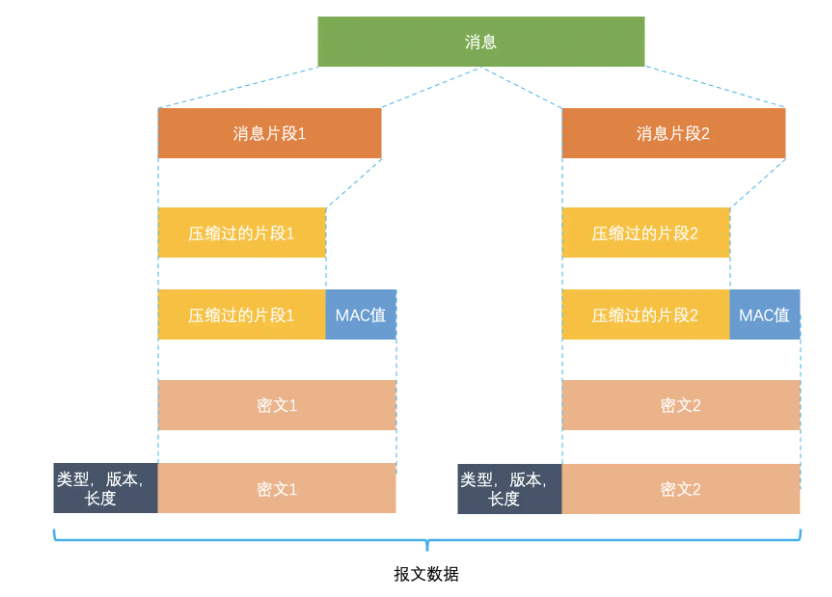 消息
消息片段1
消息片段2
压缩过的片段1
压缩过的片段2
压缩过的片段1
MAC值
压缩过的片段2
MAC值
密文1
密文2
类型，版本，
长度
密文1
类型，版本，
长度
密文2
报文数据